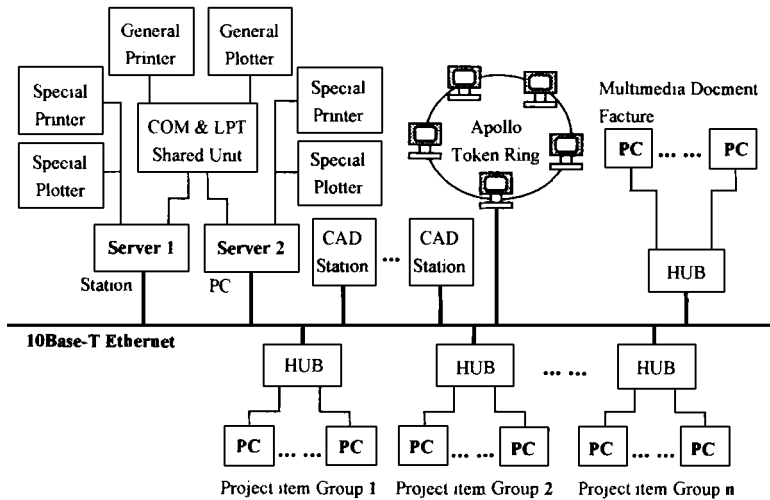 General
Printer
General
Plotter
Special
Printer
Special
Plotter
COM & LPT
Shared Unit
Special
Printer
Special
Plotter
Apollo
Token Ring
Multimedia Docment
Facture
PC ... ... PC
HUB
Server 1
Server 2
CAD
Station
...
CAD
Station
Station
PC
10Base-T Ethernet
HUB
HUB
... ...
HUB
PC ... ... PC
PC ... ... PC
PC ... ... PC
Project item Group 1
Project item Group 2
Project item Group n